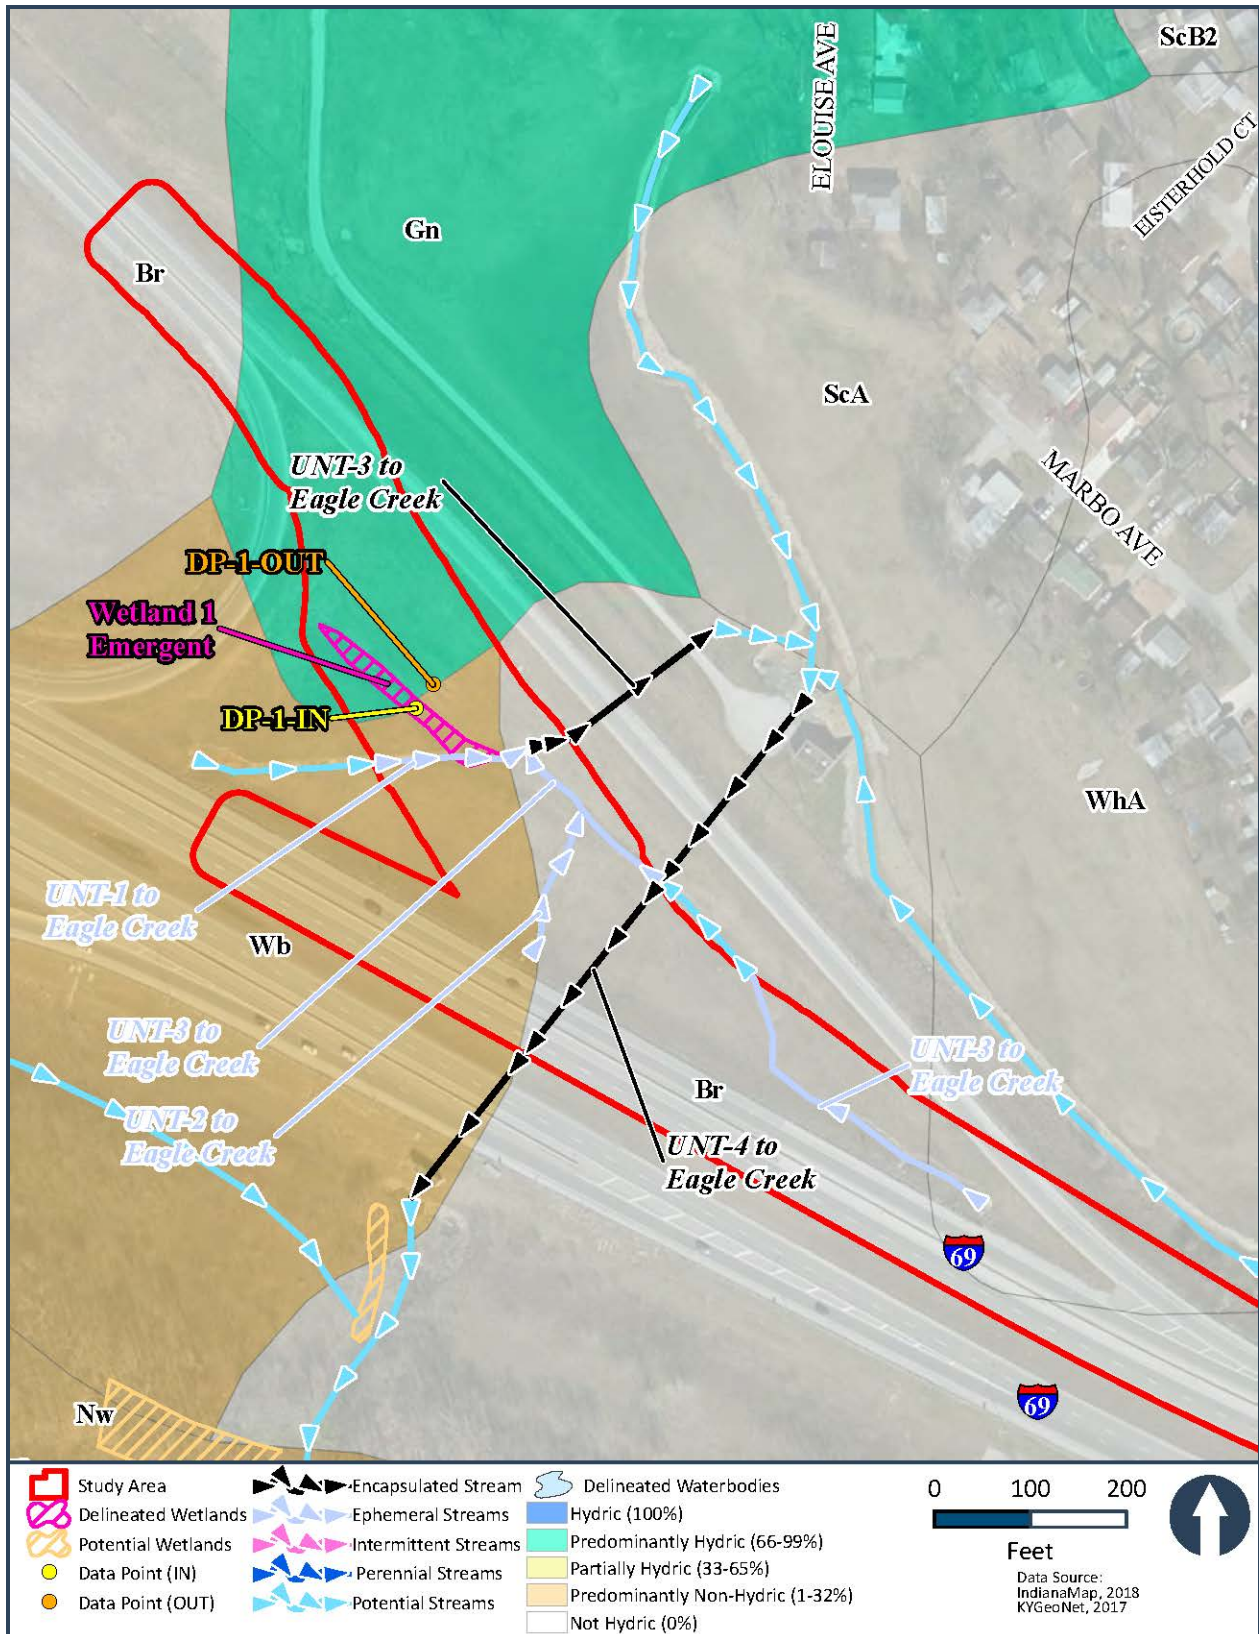 ScB2
ELOUISE AVE
EISTERHOLD CT
Gn
Br
ScA
MARBO AVE
UNT-3 to
Eagle Creek
DP-1-OUT
Wetland 1
Emergent
DP-1-IN
WhA
UNT-1 to
Eagle Creek
Wb
UNT-3 to
Eagle Creek
UNT-3 to
Eagle Creek
Br
UNT-2 to
Eagle Creek
UNT-4 to
Eagle Creek
69
69
Nw
Study Area
Delineated Wetlands
Potential Wetlands
Data Point (IN)
Data Point (OUT)
Encapsulated Stream
Ephemeral Streams
Intermittent Streams
Perennial Streams
Potential Streams
Delineated Waterbodies
Hydric (100%)
Predominantly Hydric (66-99%)
Partially Hydric (33-65%)
Predominantly Non-Hydric (1-32%)
Not Hydric (0%)
0 100 200
Feet
Data Source:
IndianaMap, 2018
KYGeoNet, 2017